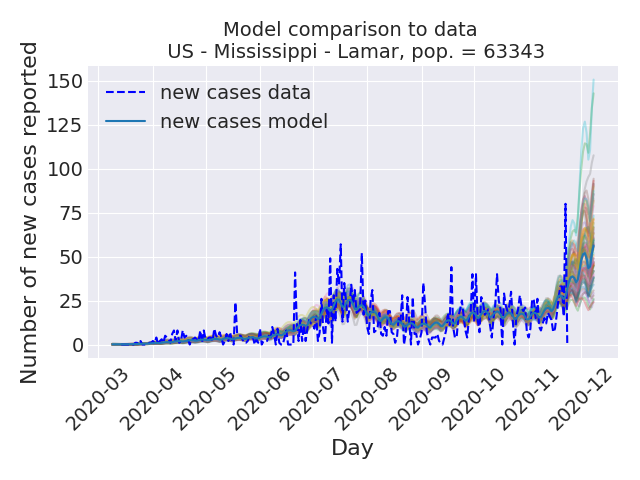 Model comparison to data
US - Mississippi - Lamar, pop. = 63343
Number of new cases reported
150
125
100
75
50
25
0
new cases data
new cases model
2020-03
2020-04
2020-05
2020-06
2020-07
2020-08
2020-09
2020-10
2020-11
2020-12
Day